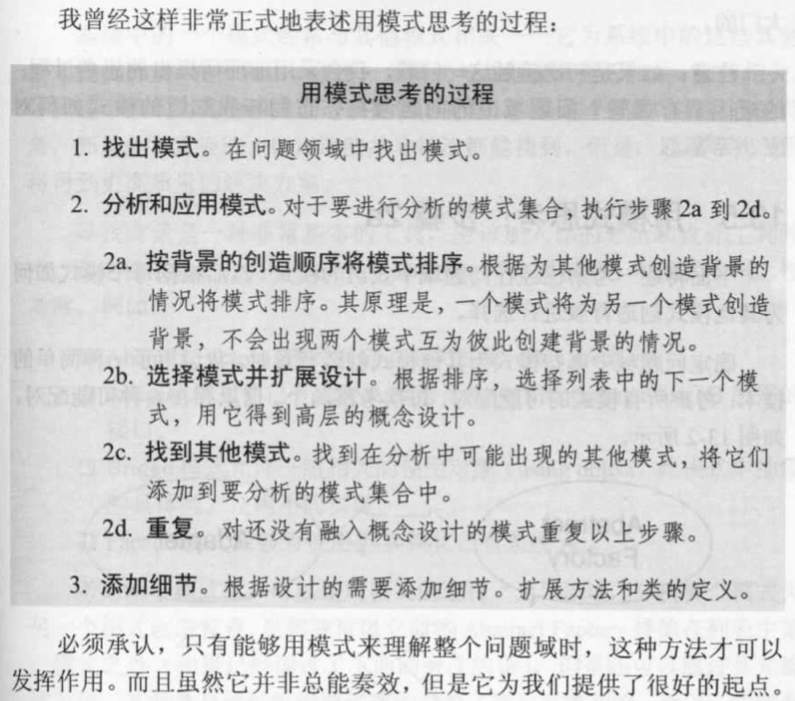 我曾经这样非常正式地表述用模式思考的过程：
用模式思考的过程
1. 找出模式。在问题领域中找出模式。
2. 分析和应用模式。对于要进行分析的模式集合，执行步骤2a 到 2d。
2a. 按背景的创造顺序将模式排序。根据为其他模式创造背景的
情况将模式排序。其原理是，一个模式将为另一个模式创造
背景，不会出现两个模式互为彼此创建背景的情况。
2b. 选择模式并扩展设计。根据排序，选择列表中的下一个模
式，用它得到高层的概念设计。
2c. 找到其他模式。找到在分析中可能出现的其他模式，将它们
添加到要分析的模式集合中。
2d. 重复。对还没有融入概念设计的模式重复以上步骤。
3. 添加细节。根据设计的需要添加细节。扩展方法和类的定义。
必须承认，只有能够用模式来理解整个问题域时，这种方法才可以
发挥作用。而且虽然它并非总能奏效，但是它为我们提供了很好的起点。